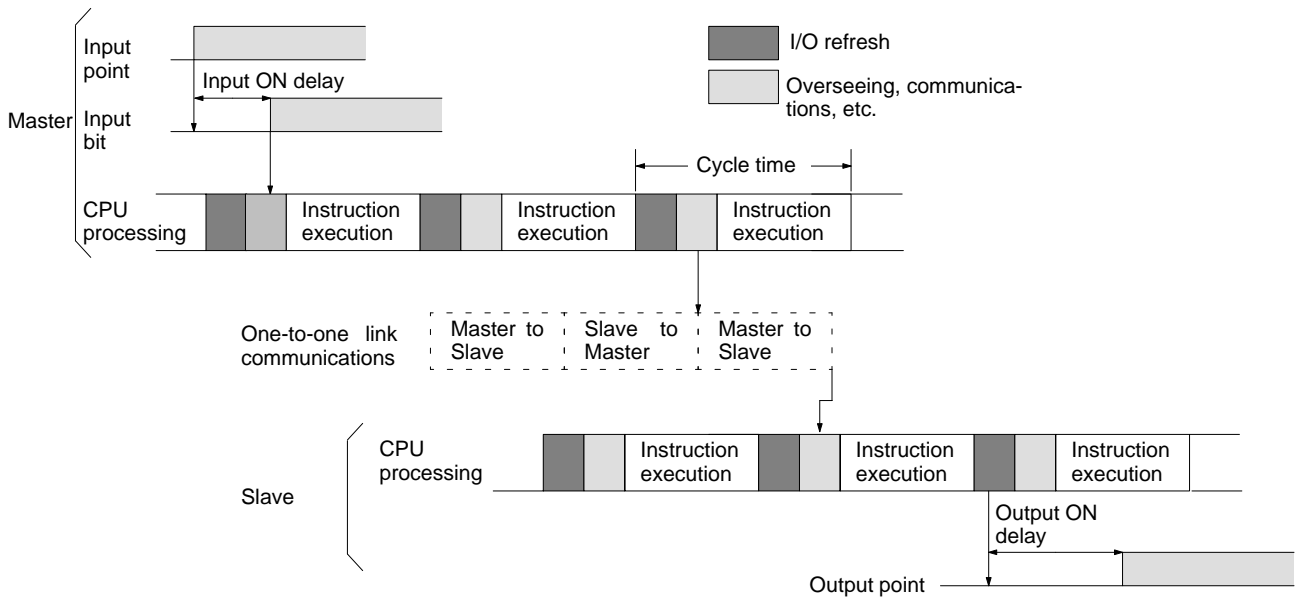 Input
point
I/O refresh
Input ON delay
Overseeing, communica-
tions, etc.
Master
Input
bit
Cycle time
CPU
processing
Instruction
execution
Instruction
execution
Instruction
execution
One-to-one link
communications
Master to
Slave
Slave to
Master
Master to
Slave
Slave
CPU
processing
Instruction
execution
Instruction
execution
Instruction
execution
Output ON
delay
Output point